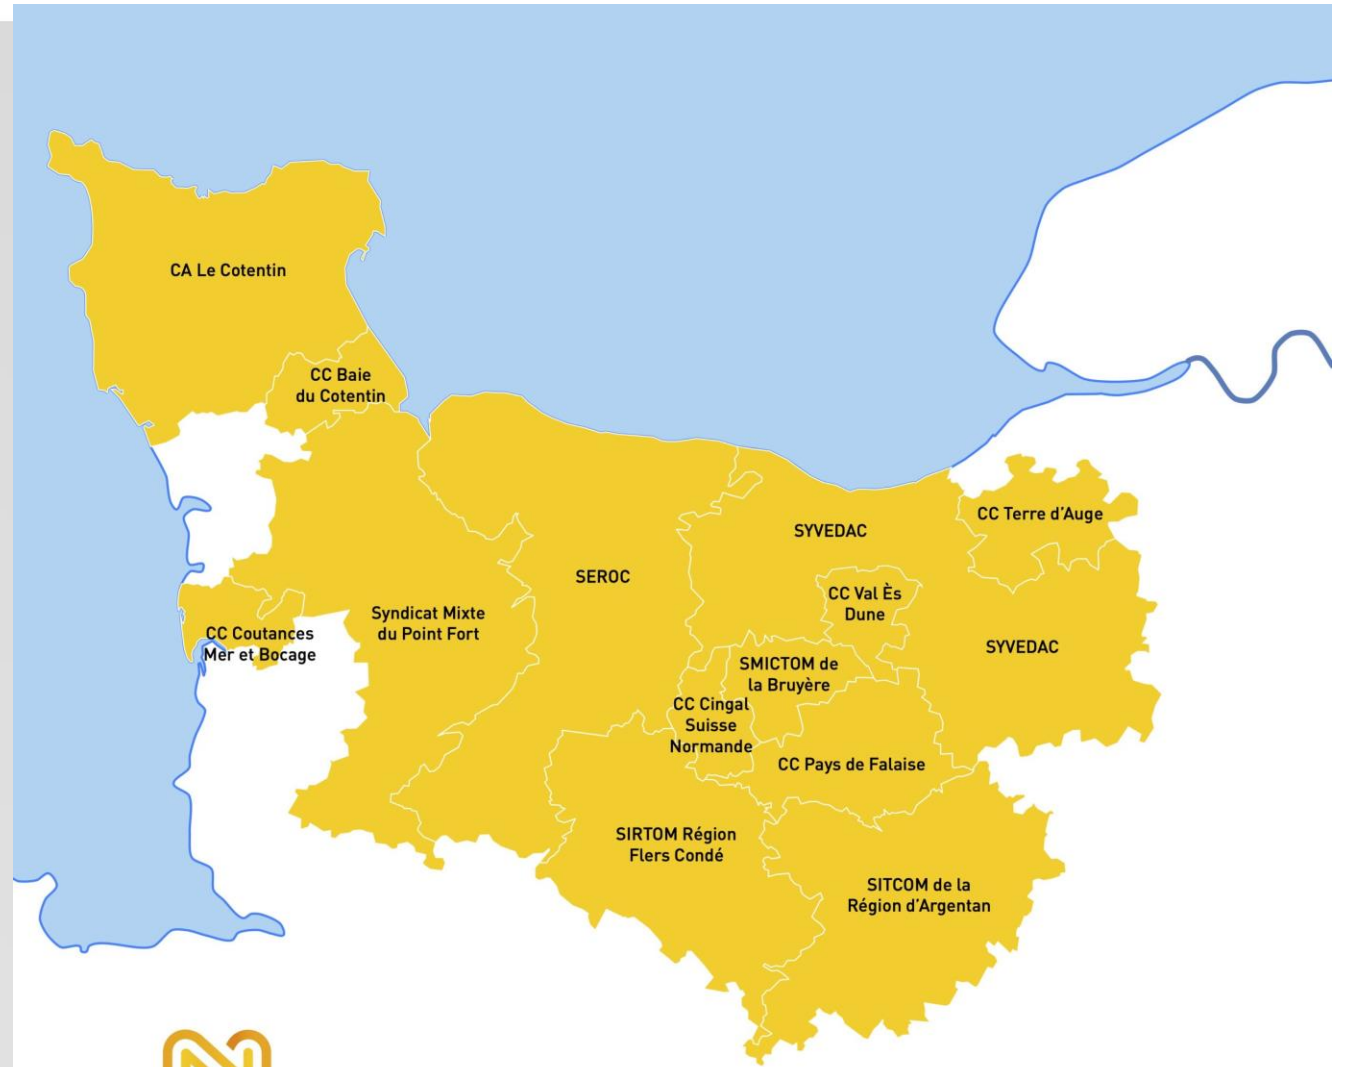 CA Le Cotentin
CC Baie
du Cotentin
CC Terre d'Auge
SYVEDAC
SEROC
CC Val Ès
Dune
Syndicat Mixte
du Point Fort
CC Coutances
Mer et Bocage
SYVEDAC
SMICTOM de
la Bruyère
CC Cingal
Suisse
Normande
CC Pays de Falaise
SIRTOM Région
Flers Condé
SITCOM de la
Région d'Argentan